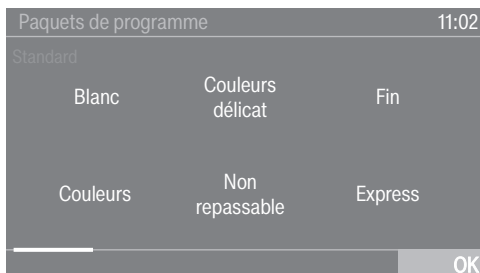 Paquets de programme 11:02
Standard
Blanc Couleurs délicat Fin
Couleurs Non repassable Express
OK